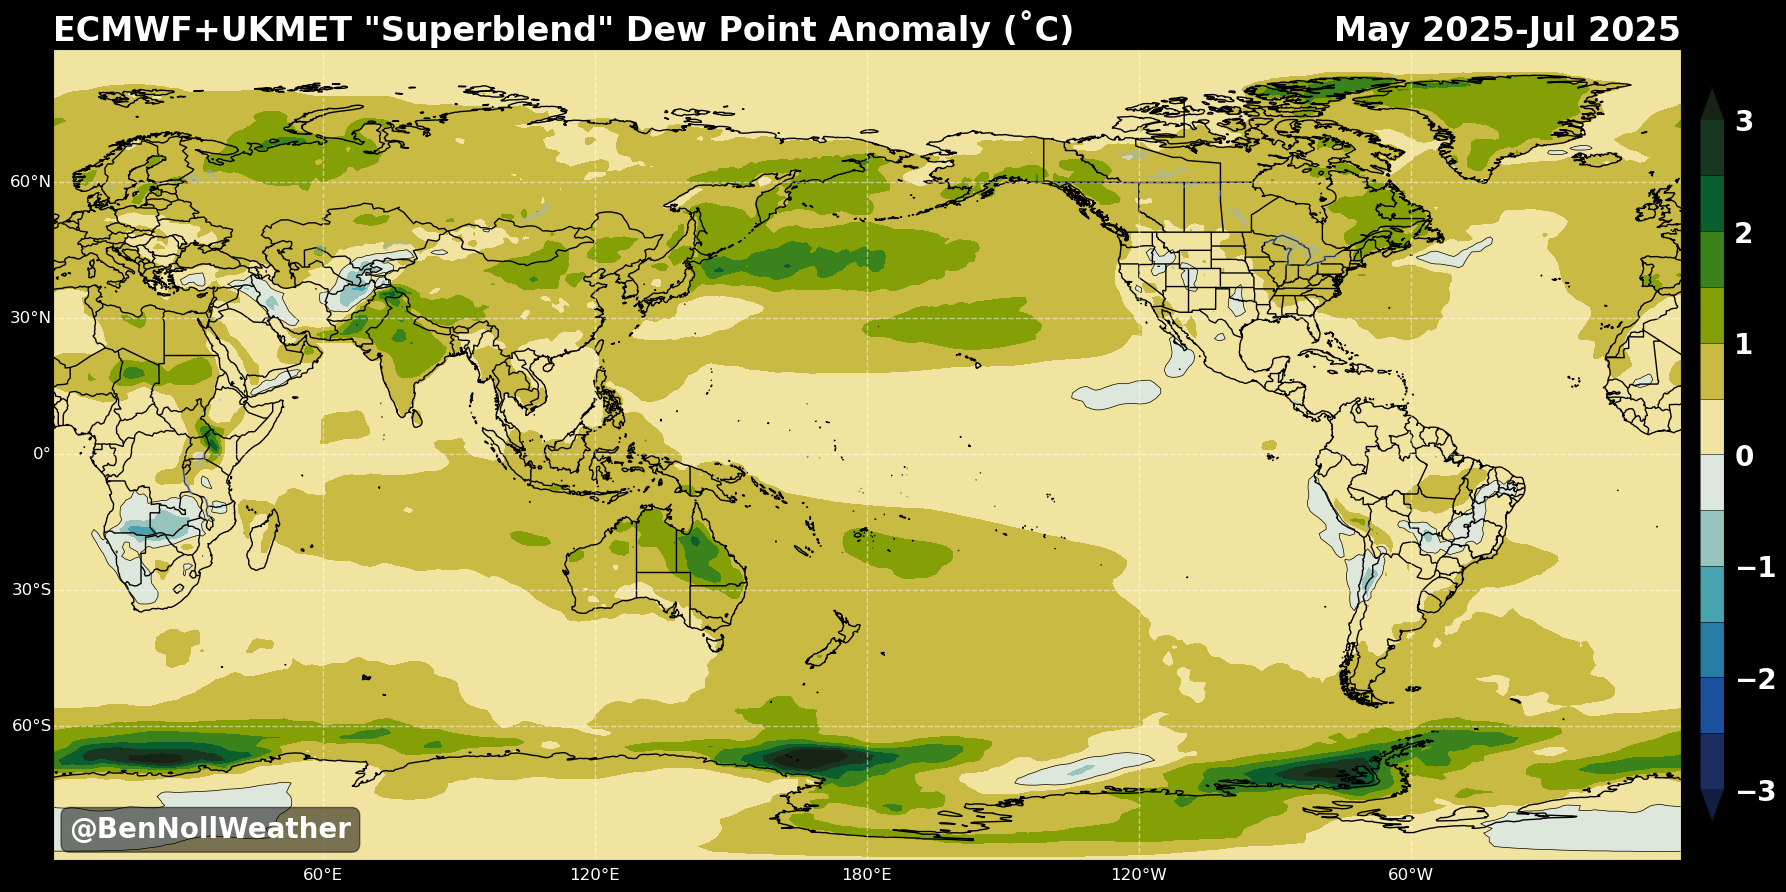 ECMWF+UKMET "Superblend" Dew Point Anomaly (˚C) May 2025-Jul 2025
3
2
1
0
−1
−2
−3
60°N
30°N
0°
30°S
60°S
@BenNollWeather
60°E 120°E 180°E 120°W 60°W